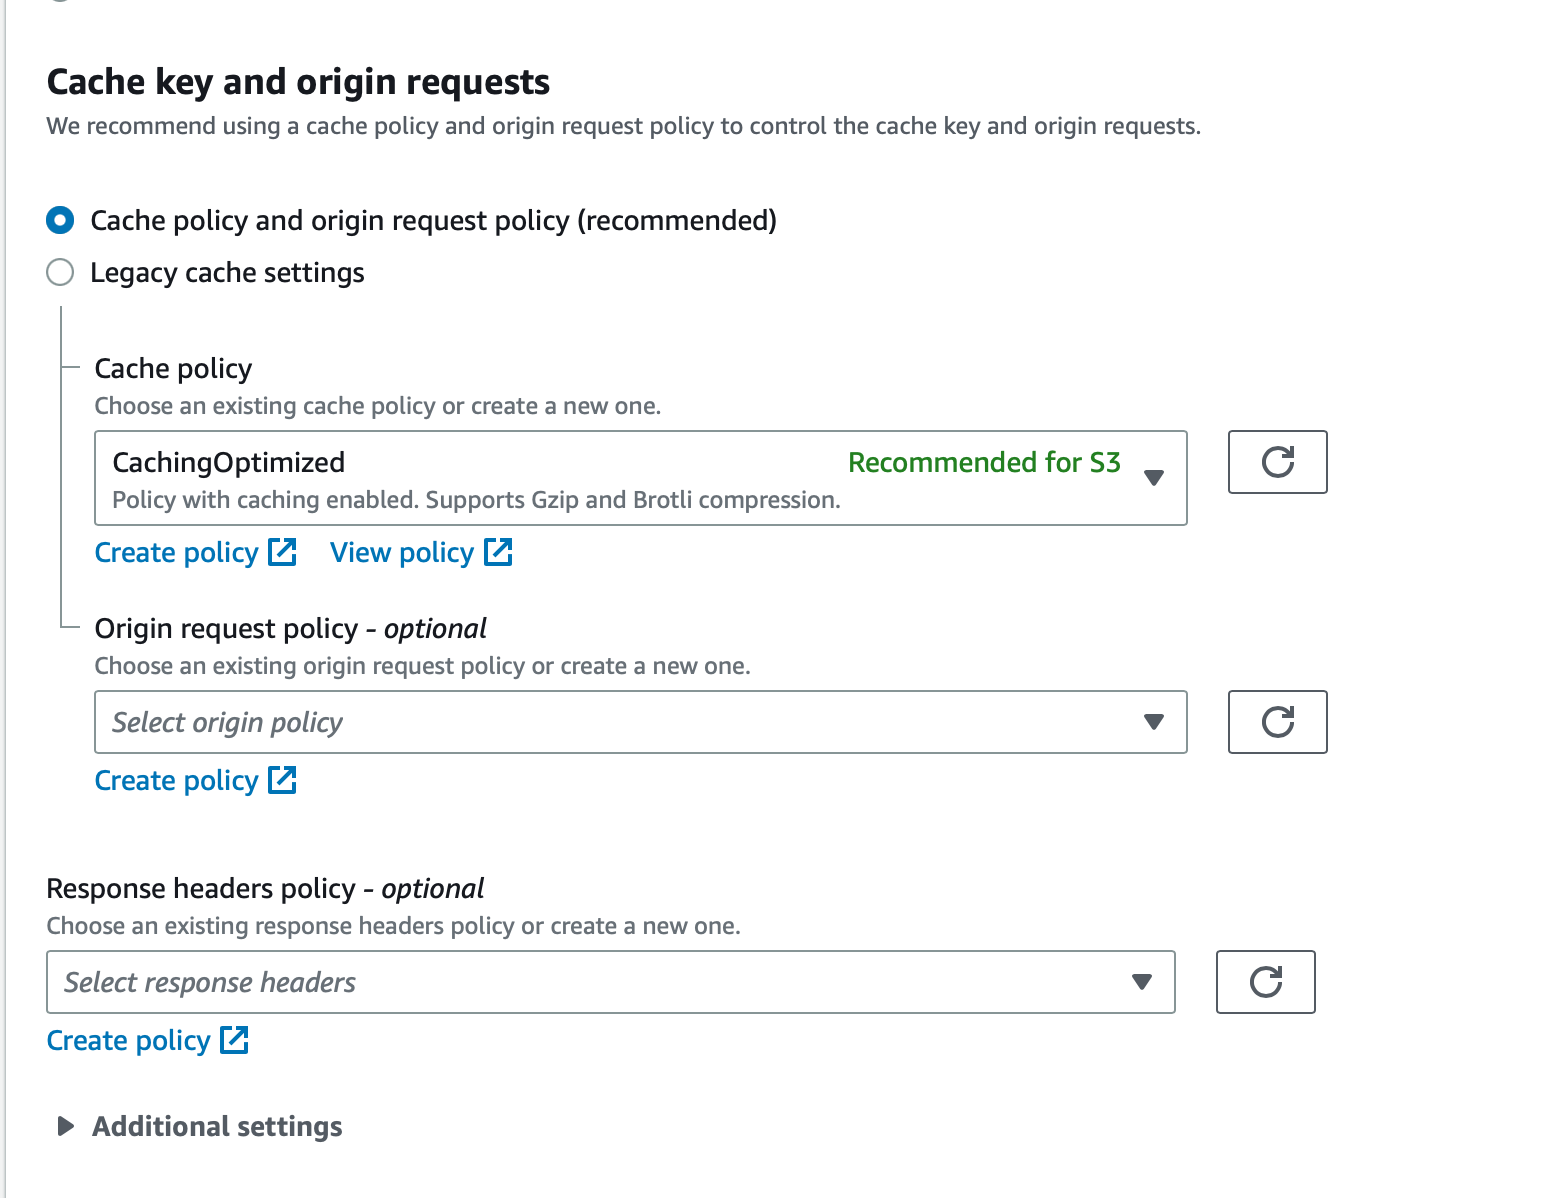 Cache key and origin requests
We recommend using a cache policy and origin request policy to control the cache key and origin requests.
Cache policy and origin request policy (recommended)
Legacy cache settings
Cache policy
Choose an existing cache policy or create a new one.
CachingOptimized Recommended for S3
Policy with caching enabled. Supports Gzip and Brotli compression.
Create policy View policy
Origin request policy - optional
Choose an existing origin request policy or create a new one.
Select origin policy
Create policy
Response headers policy - optional
Choose an existing response headers policy or create a new one.
Select response headers
Create policy
Additional settings